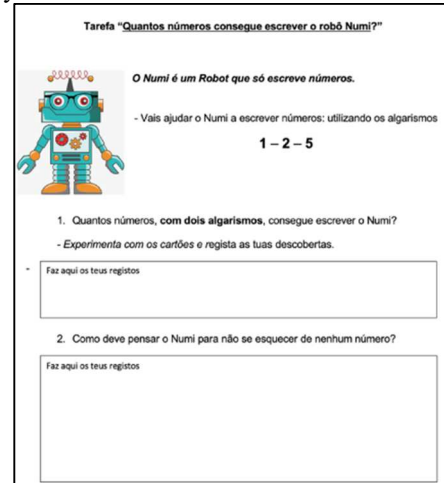 Tarefa “Quantos números consegue escrever o robô Numi?”
O Numi é um Robot que só escreve números.
- Vais ajudar o Numi a escrever números: utilizando os algarismos
1 – 2 – 5
1. Quantos números, com dois algarismos, consegue escrever o Numi?
- Experimenta com os cartões e regista as tuas descobertas.
-
Faz aqui os teus registos
2. Como deve pensar o Numi para não se esquecer de nenhum número?
Faz aqui os teus registos